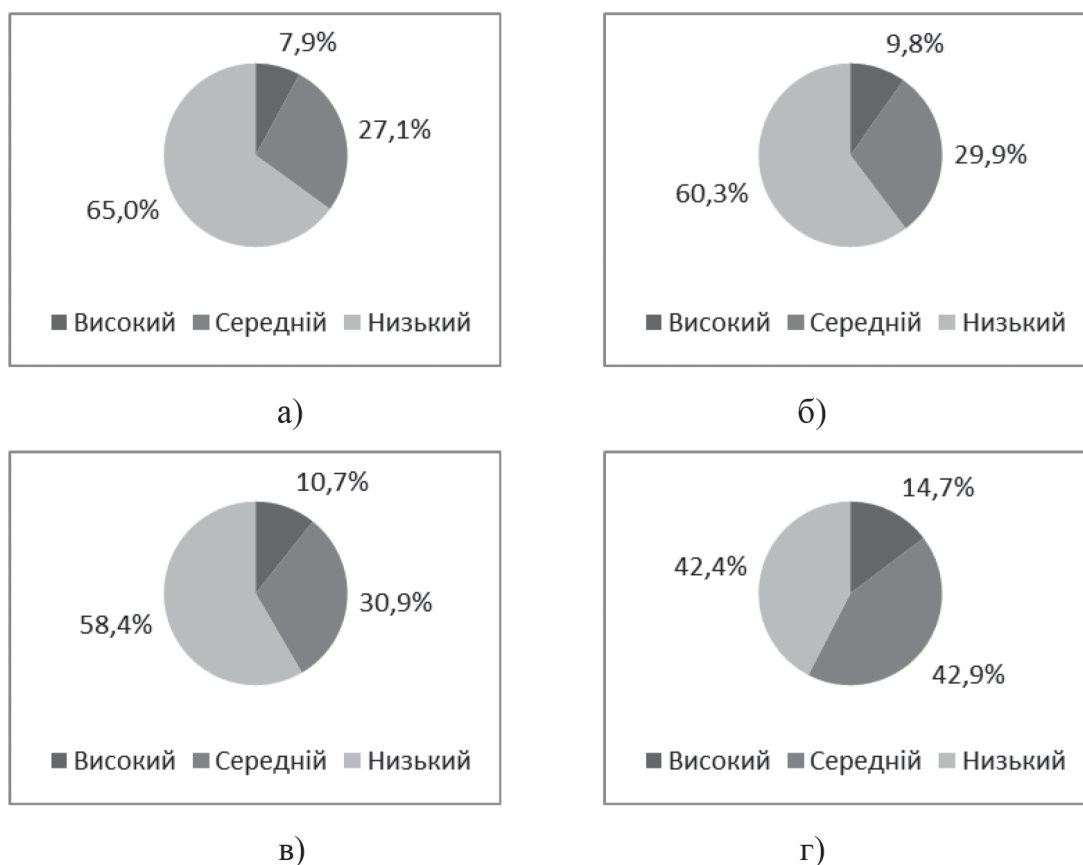 7,9%
27,1%
65,0%
Високий Середній Низький
а)
9,8%
29,9%
60,3%
Високий Середній Низький
б)
10,7%
30,9%
58,4%
Високий Середній Низький
в)
14,7%
42,4%
42,9%
Високий Середній Низький
г)